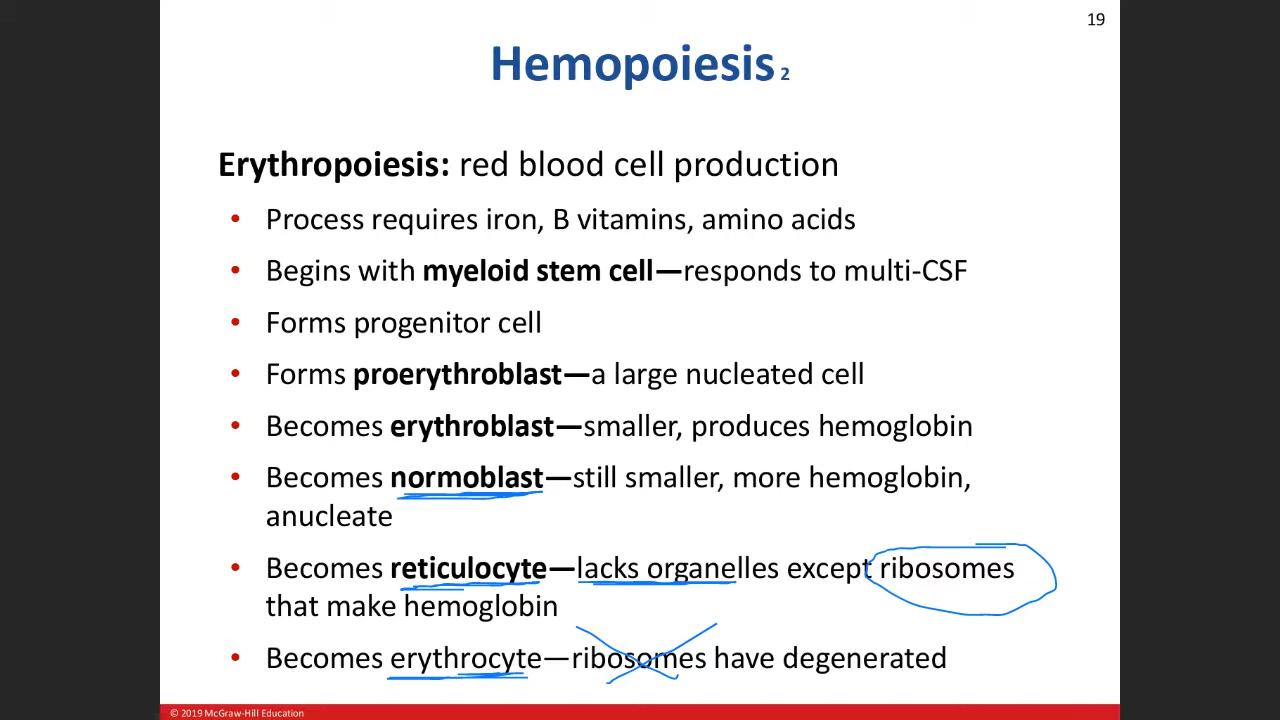 19
Hemopoiesis 2
Erythropoiesis: red blood cell production
• Process requires iron, B vitamins, amino acids
• Begins with myeloid stem cell—responds to multi-CSF
• Forms progenitor cell
• Forms proerythroblast—a large nucleated cell
• Becomes erythroblast—smaller, produces hemoglobin
• Becomes normoblast—still smaller, more hemoglobin,
anucleate
• Becomes reticulocyte—lacks organelles except ribosomes
that make hemoglobin
• Becomes erythrocyte—ribosomes have degenerated
© 2019 McGraw-Hill Education